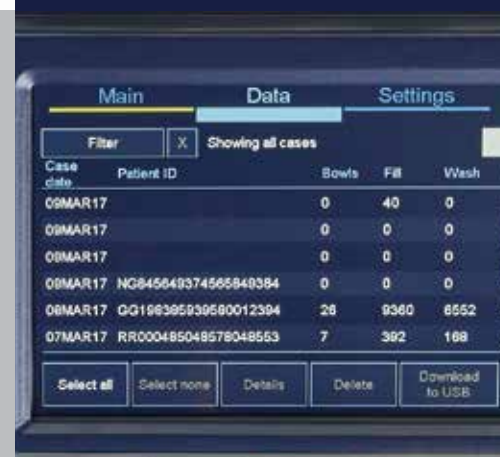 Main Data Settings
Filter X Showing all cases
Case date Patient ID Bowls Fill Wash
09MAR17 0 40 0
09MAR17 0 0 0
09MAR17 0 0 0
09MAR17 NG845649374565849384 0 0 0
08MAR17 GG198395939580012394 26 9360 6552
07MAR17 RR000485048578048553 7 392 168
Select all Select none Details Delete Download to USB